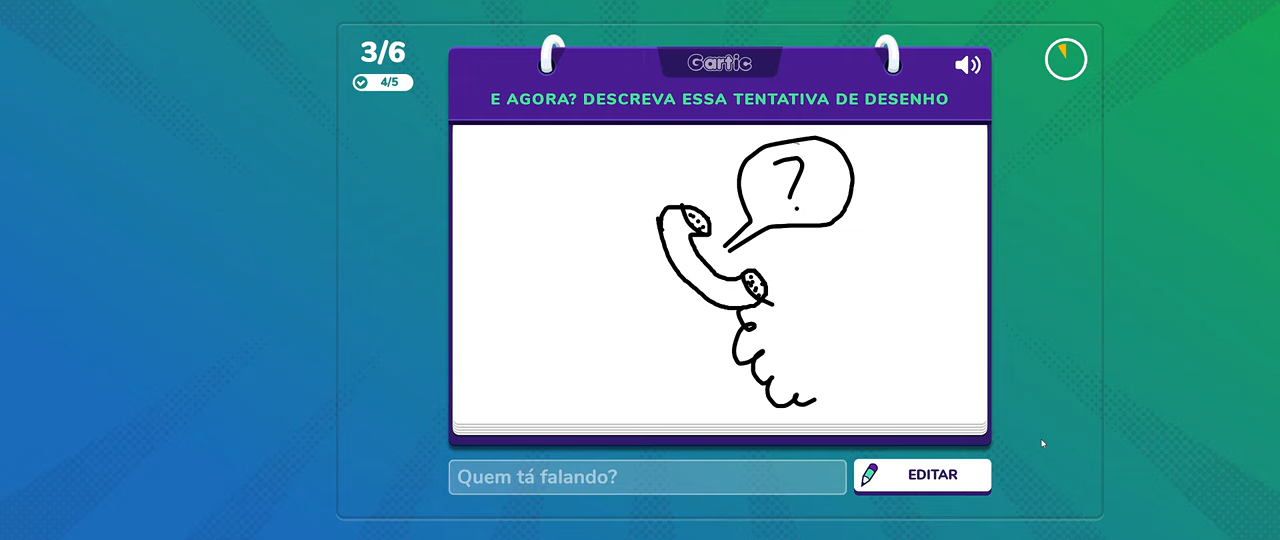 3/6
4/5
Gartic
E AGORA? DESCREVA ESSA TENTATIVA DE DESENHO
?
Quem tá falando?
EDITAR